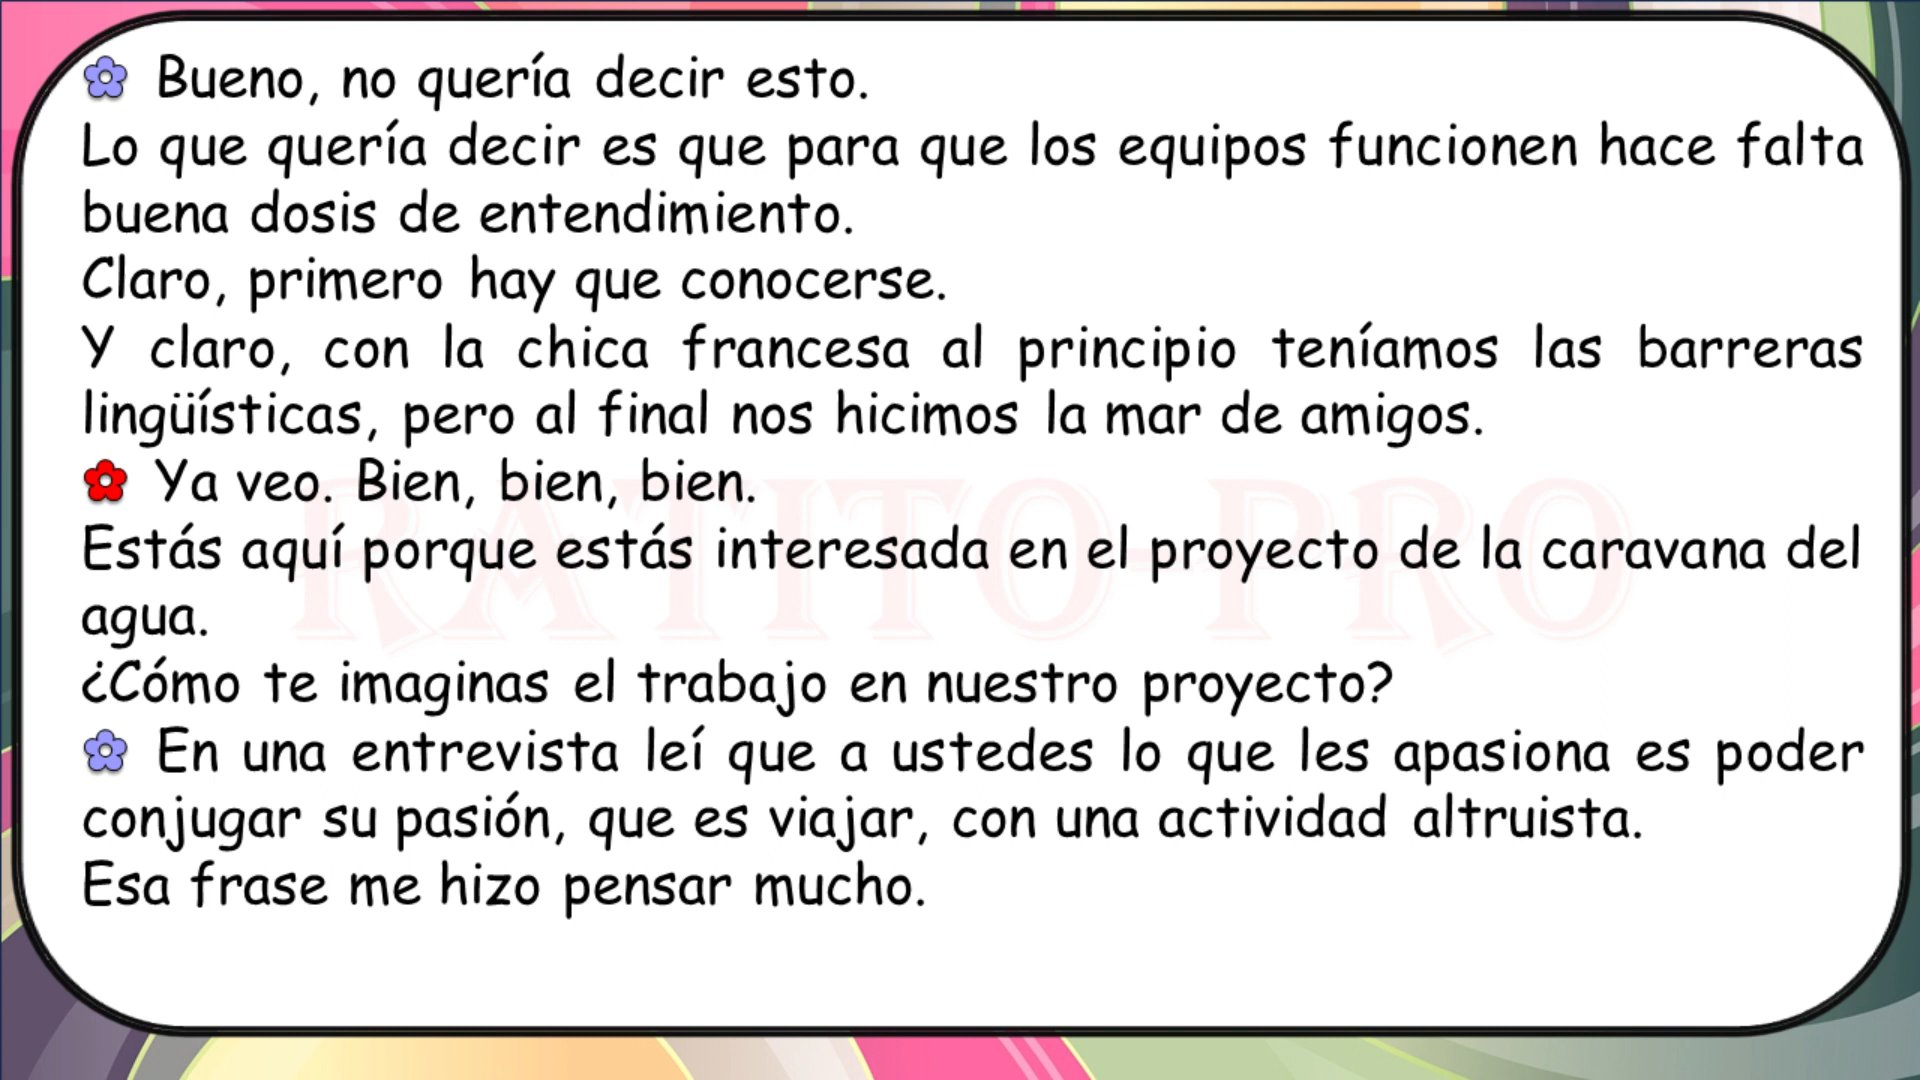 Bueno, no quería decir esto.
Lo que quería decir es que para que los equipos funcionen hace falta
buena dosis de entendimiento.
Claro, primero hay que conocerse.
Y claro, con la chica francesa al principio teníamos las barreras
lingüísticas, pero al final nos hicimos la mar de amigos.
Ya veo. Bien, bien, bien.
RATITO-PRO
Estás aquí porque estás interesada en el proyecto de la caravana del
agua.
¿Cómo te imaginas el trabajo en nuestro proyecto?
En una entrevista leí que a ustedes lo que les apasiona es poder
conjugar su pasión, que es viajar, con una actividad altruista.
Esa frase me hizo pensar mucho.